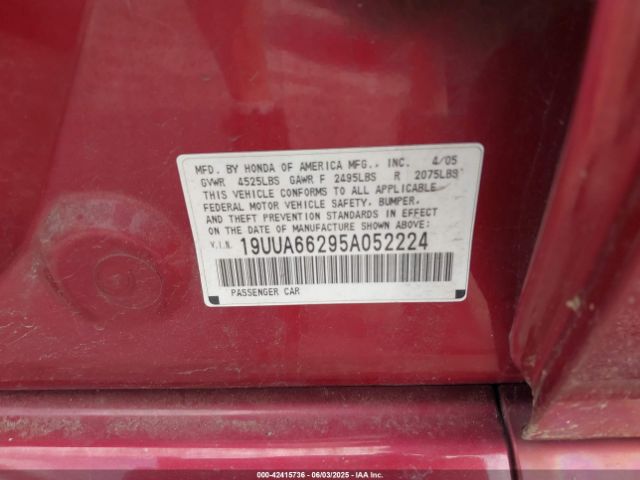 MFD. BY HONDA OF AMERICA MFG., INC. 4/05
GVWR 4525LBS GAWR F 2495LBS R 2075LBS
THIS VEHICLE CONFORMS TO ALL APPLICABLE
FEDERAL MOTOR VEHICLE SAFETY, BUMPER,
AND THEFT PREVENTION STANDARDS IN EFFECT
ON THE DATE OF MANUFACTURE SHOWN ABOVE:
V.I.N. 19UUA66295A052224
PASSENGER CAR
000-42415736 - 06/03/2025 - IAA Inc.